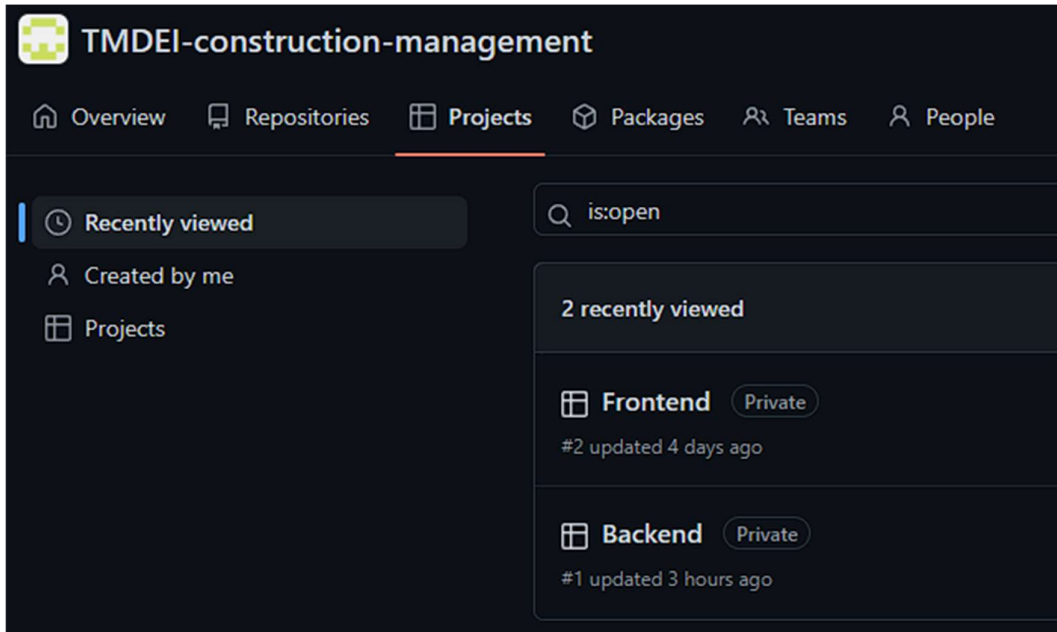 TMDEI-construction-management
Overview Repositories Projects Packages Teams People
Recently viewed
Created by me
Projects
is:open
2 recently viewed
Frontend Private
#2 updated 4 days ago
Backend Private
#1 updated 3 hours ago